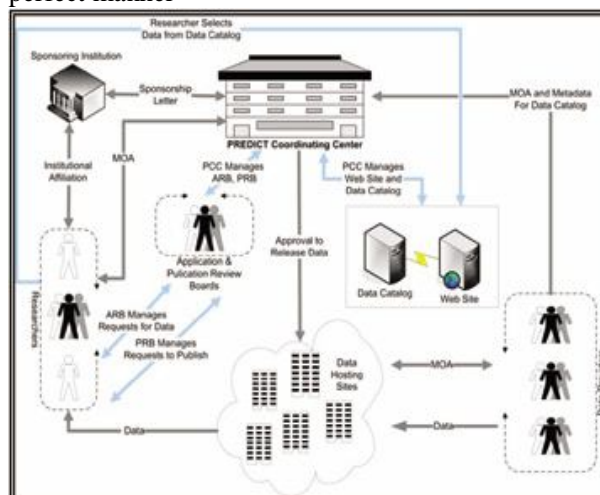 perfect manner
Researcher Selects
Data from Data Catalog
Sponsoring Institution
Sponsorship
Letter
MOA and Metadata
For Data Catalog
PREDICT Coordinating Center
MOA
Institutional
Affiliation
PCC Manages
ARB, PRB
PCC Manages
Web Site and
Data Catalog
Approval to
Release Data
Application &
Pulication Review
Boards
Data Catalog
Web Site
Researchers
ARB Manages
Requests for Data
PRB Manages
Requests to Publish
Data
Hosting
Sites
MOA
Data
Data